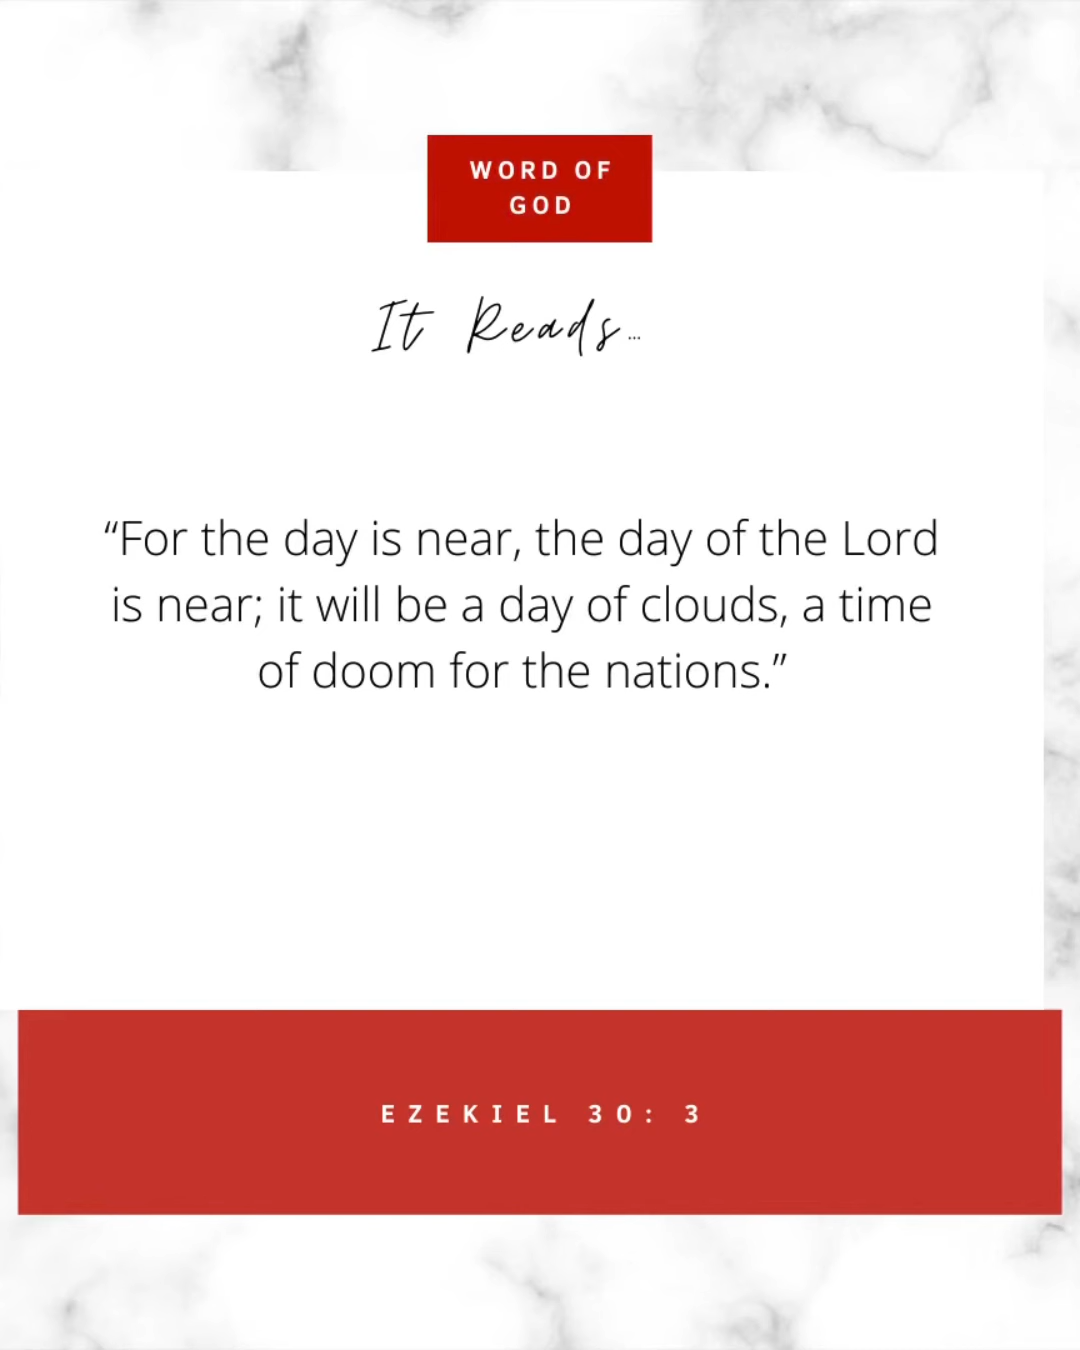 WORD OF
GOD
It Reads...
“For the day is near, the day of the Lord
is near; it will be a day of clouds, a time
of doom for the nations.”
EZEKIEL 30: 3